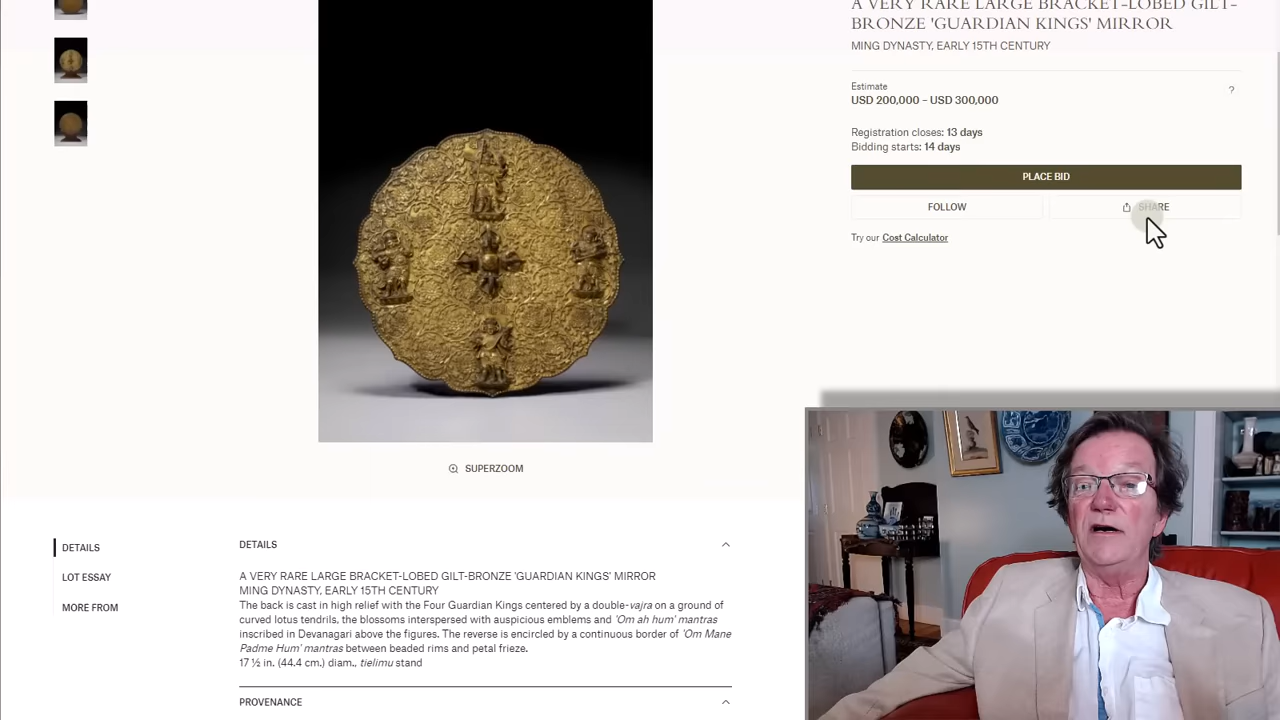 A VERY RARE LARGE BRACKET-LOBED GILT-
BRONZE 'GUARDIAN KINGS' MIRROR
MING DYNASTY, EARLY 15TH CENTURY
Estimate
?
USD 200,000 – USD 300,000
Registration closes: 13 days
Bidding starts: 14 days
PLACE BID
FOLLOW
SHARE
Try our Cost Calculator
SUPERZOOM
DETAILS
LOT ESSAY
MORE FROM
DETAILS
A VERY RARE LARGE BRACKET-LOBED GILT-BRONZE 'GUARDIAN KINGS' MIRROR
MING DYNASTY, EARLY 15TH CENTURY
The back is cast in high relief with the Four Guardian Kings centered by a double-vajra on a ground of
curved lotus tendrils, the blossoms interspersed with auspicious emblems and 'Om ah hum' mantras
inscribed in Devanagari above the figures. The reverse is encircled by a continuous border of 'Om Mane
Padme Hum' mantras between beaded rims and petal frieze.
17 ½ in. (44.4 cm.) diam., tielimu stand
PROVENANCE